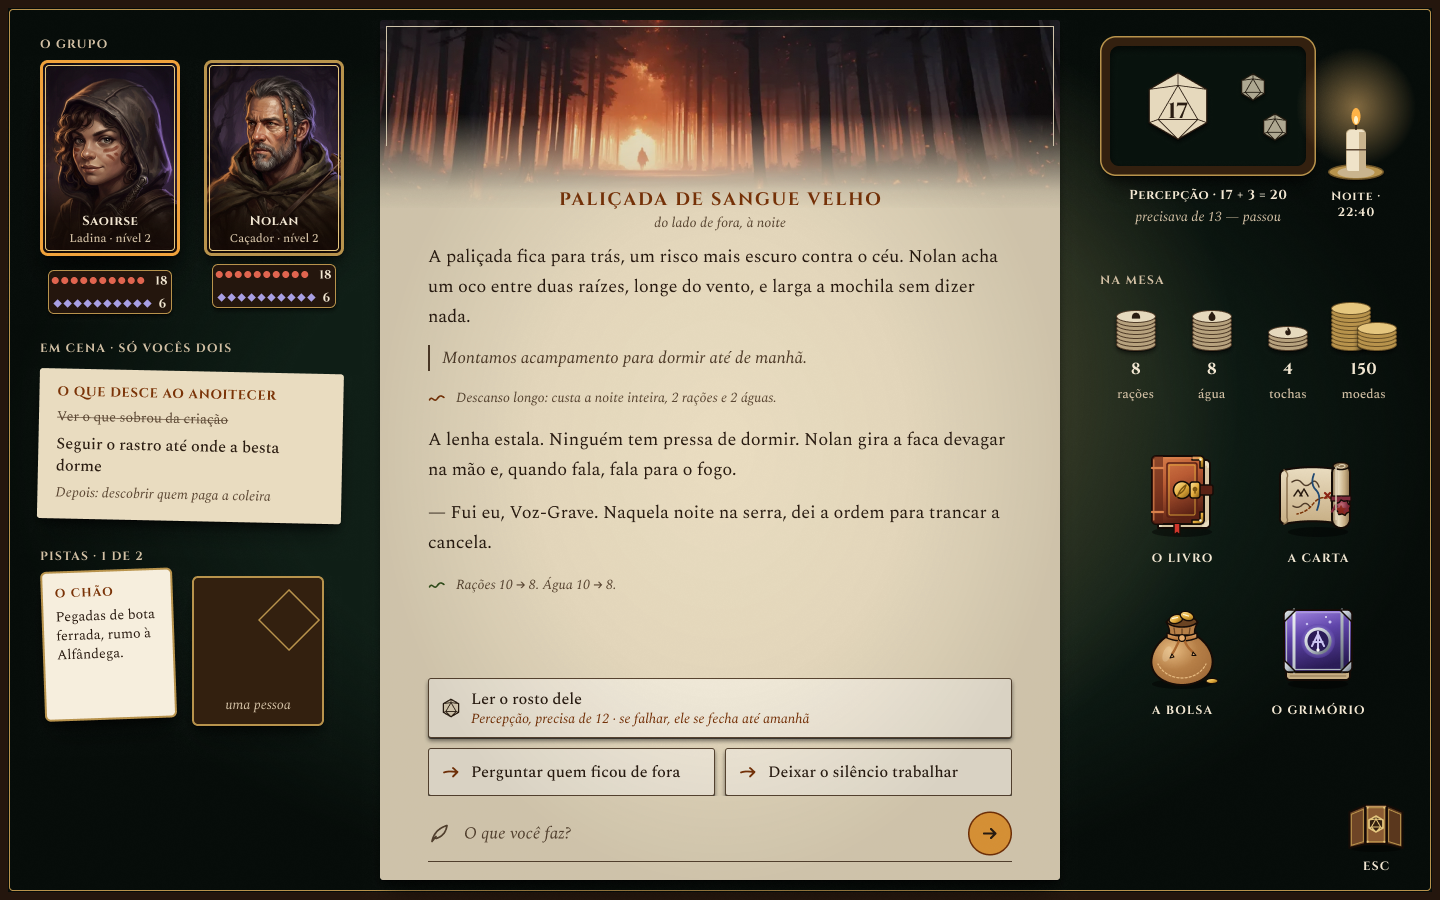 O GRUPO
SAOIRSE
Ladina · nível 2
NOLAN
Caçador · nível 2
18
6
18
6
EM CENA · SÓ VOCÊS DOIS
O QUE DESCE AO ANOITECER
Ver o que sobrou da criação
Seguir o rastro até onde a besta
dorme
Depois: descobrir quem paga a coleira
PISTAS · 1 DE 2
O CHÃO
Pegadas de bota
ferrada, rumo à
Alfândega.
uma pessoa
PALIÇADA DE SANGUE VELHO
do lado de fora, à noite
A paliçada fica para trás, um risco mais escuro contra o céu. Nolan acha
um oco entre duas raízes, longe do vento, e larga a mochila sem dizer
nada.
Montamos acampamento para dormir até de manhã.
Descanso longo: custa a noite inteira, 2 rações e 2 águas.
A lenha estala. Ninguém tem pressa de dormir. Nolan gira a faca devagar
na mão e, quando fala, fala para o fogo.
— Fui eu, Voz-Grave. Naquela noite na serra, dei a ordem para trancar a
cancela.
Rações 10 → 8. Água 10 → 8.
Ler o rosto dele
Percepção, precisa de 12 · se falhar, ele se fecha até amanhã
Perguntar quem ficou de fora
Deixar o silêncio trabalhar
O que você faz?
17
PERCEPÇÃO · 17 + 3 = 20
precisava de 13 — passou
NOITE ·
22:40
NA MESA
8
rações
8
água
4
tochas
150
moedas
O LIVRO
A CARTA
A BOLSA
O GRIMÓRIO
ESC